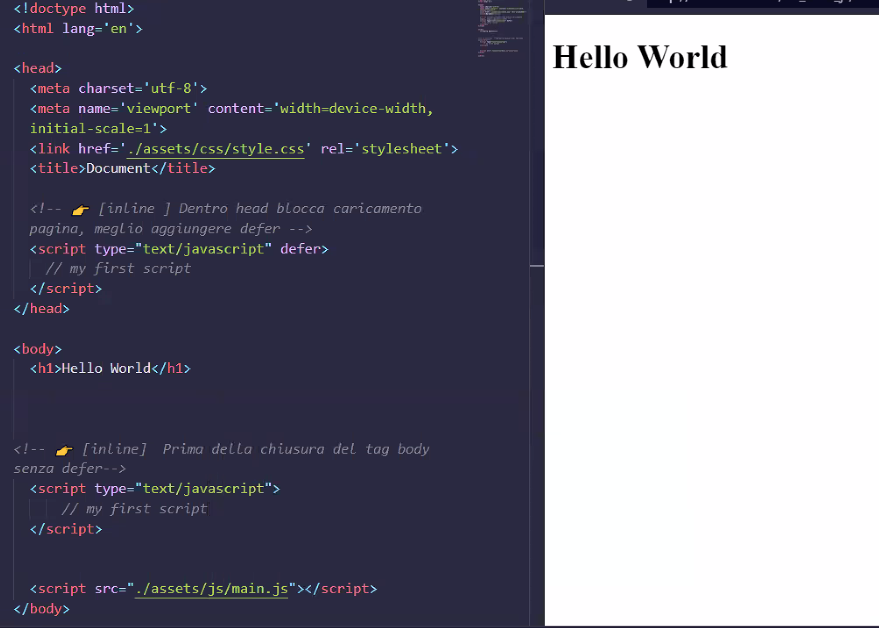 <!doctype html>
<html lang='en'>
<head>
<meta charset='utf-8'>
<meta name='viewport' content='width=device-width,
initial-scale=1'>
<link href='./assets/css/style.css' rel='stylesheet'>
<title>Document</title>
<!-- 👉 [inline ] Dentro head blocca caricamento
pagina, meglio aggiungere defer -->
<script type="text/javascript" defer>
// my first script
</script>
</head>
<body>
<h1>Hello World</h1>
<!-- 👉 [inline]  Prima della chiusura del tag body
senza defer-->
<script type="text/javascript">
// my first script
</script>
<script src="./assets/js/main.js"></script>
</body>
Hello World